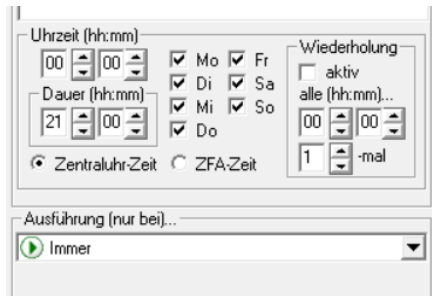 Uhrzeit (hh:mm)
00 00
Mo Fr
Di Sa
Mi So
Do
Dauer (hh:mm)
21 00
Zentraluhr-Zeit ZFA-Zeit
Wiederholung
aktiv
alle (hh:mm)...
00 00
1 -mal
Ausführung (nur bei)...
Immer